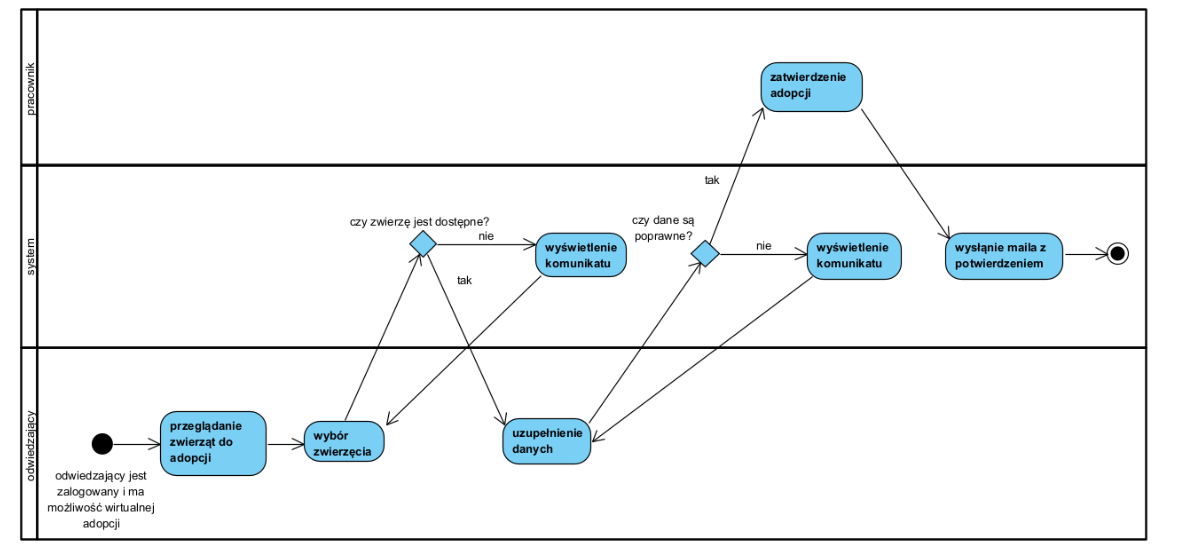 pracownik
zatwierdzenie
adopcji
system
tak
czy zwierzę jest dostępne?
nie
wyświetlenie
komunikatu
tak
czy dane są
poprawne?
nie
wyświetlenie
komunikatu
wysłąnie maila z
potwierdzeniem
odwiedzający
przeglądanie
zwierząt do
adopcji
wybór
zwierzęcia
uzupełnienie
danych
odwiedzający jest
zalogowany i ma
możliwość wirtualnej
adopcji